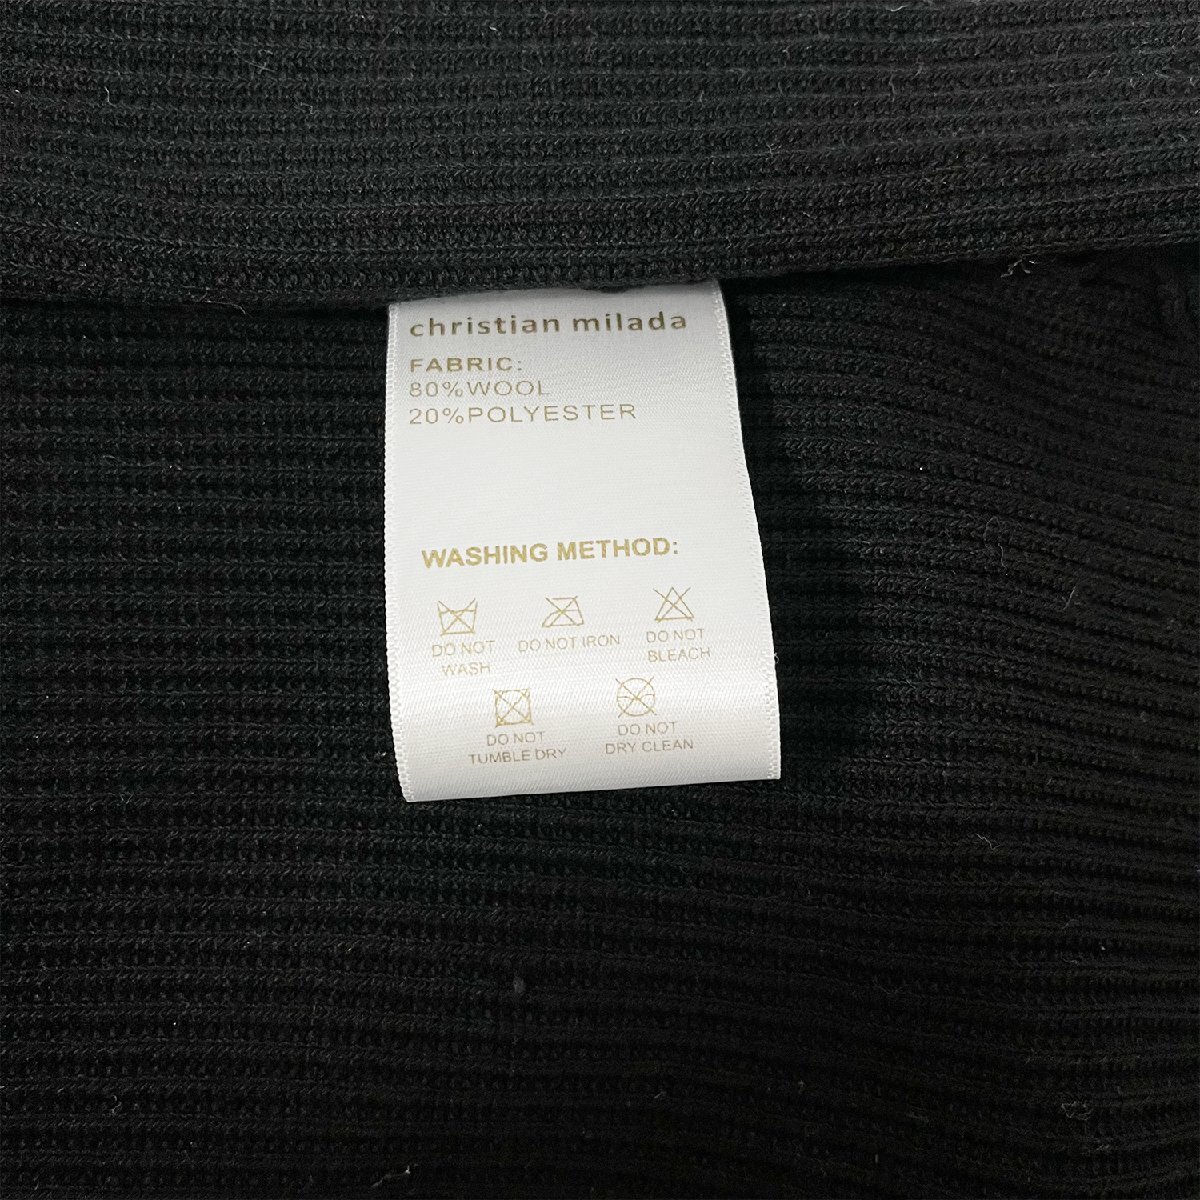 christian milada
FABRIC:
80%WOOL
20%POLYESTER
WASHING METHOD:
DO NOT
WASH
DO NOT IRON
DO NOT
BLEACH
DO NOT
TUMBLE DRY
DO NOT
DRY CLEAN